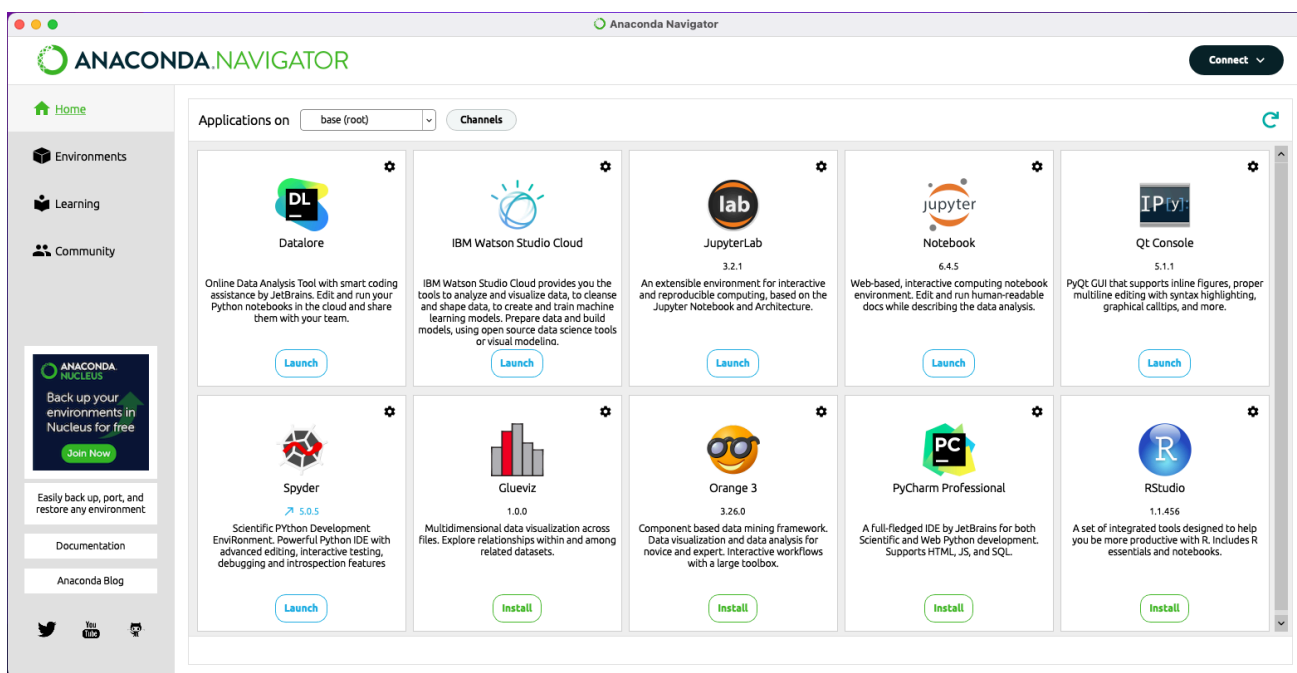 Anaconda Navigator
ANACONDA.NAVIGATOR
Connect
Home
Environments
Learning
Community
ANACONDA.
NUCLEUS
Back up your
environments in
Nucleus for free
Join Now
Easily back up, port, and
restore any environment
Documentation
Anaconda Blog
You
Tube
Applications on
base (root)
Channels
DL
Datalore
Online Data Analysis Tool with smart coding
assistance by JetBrains. Edit and run your
Python notebooks in the cloud and share
them with your team.
Launch
IBM Watson Studio Cloud
IBM Watson Studio Cloud provides you the
tools to analyze and visualize data, to cleanse
and shape data, to create and train machine
learning models. Prepare data and build
models, using open source data science tools
or visual modeling.
Launch
lab
JupyterLab
3.2.1
An extensible environment for interactive
and reproducible computing, based on the
Jupyter Notebook and Architecture.
Launch
jupyter
Notebook
6.4.5
Web-based, interactive computing notebook
environment. Edit and run human-readable
docs while describing the data analysis.
Launch
IP[y]:
Qt Console
5.1.1
PyQt GUI that supports inline figures, proper
multiline editing with syntax highlighting,
graphical calltips, and more.
Launch
Spyder
5.0.5
Scientific PYthon Development
EnviRonment. Powerful Python IDE with
advanced editing, interactive testing,
debugging and introspection features
Launch
Glueviz
1.0.0
Multidimensional data visualization across
files. Explore relationships within and among
related datasets.
Install
Orange 3
3.26.0
Component based data mining framework.
Data visualization and data analysis for
novice and expert. Interactive workflows
with a large toolbox.
Install
PC
PyCharm Professional
A full-fledged IDE by JetBrains for both
Scientific and Web Python development.
Supports HTML, JS, and SQL.
Install
R
RStudio
1.1.456
A set of integrated tools designed to help
you be more productive with R. Includes R
essentials and notebooks.
Install